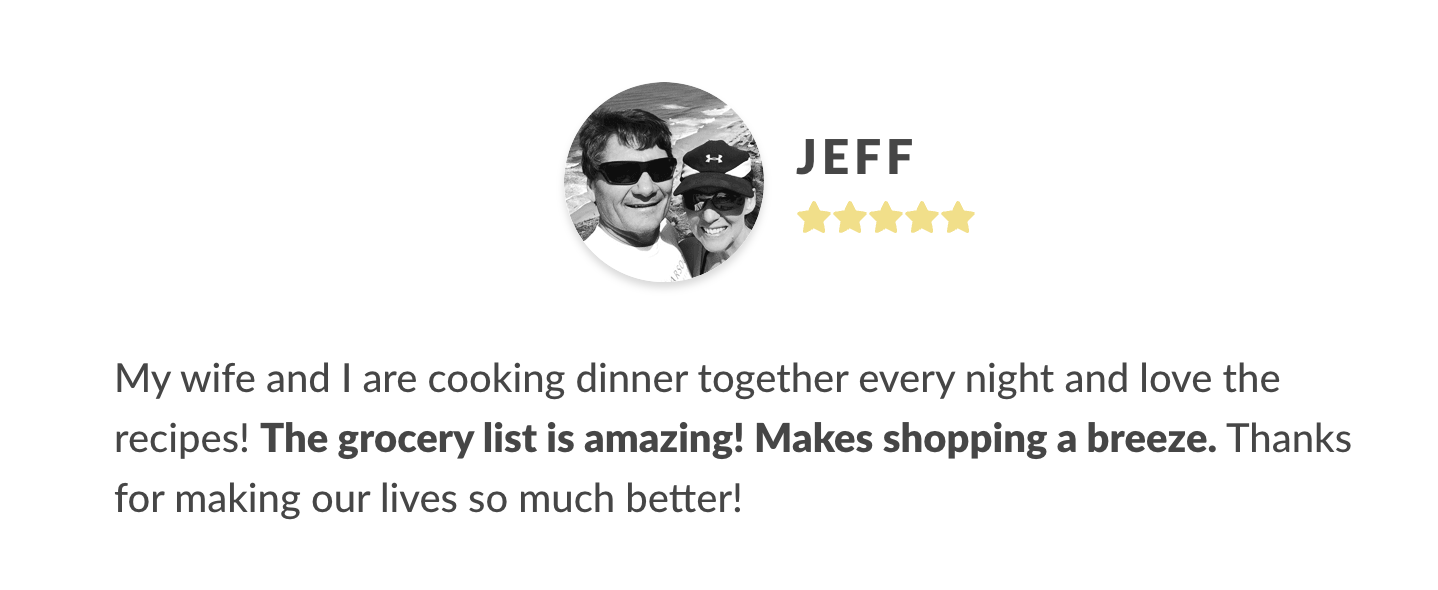 JEFF
My wife and I are cooking dinner together every night and love the
recipes! The grocery list is amazing! Makes shopping a breeze. Thanks
for making our lives so much better!